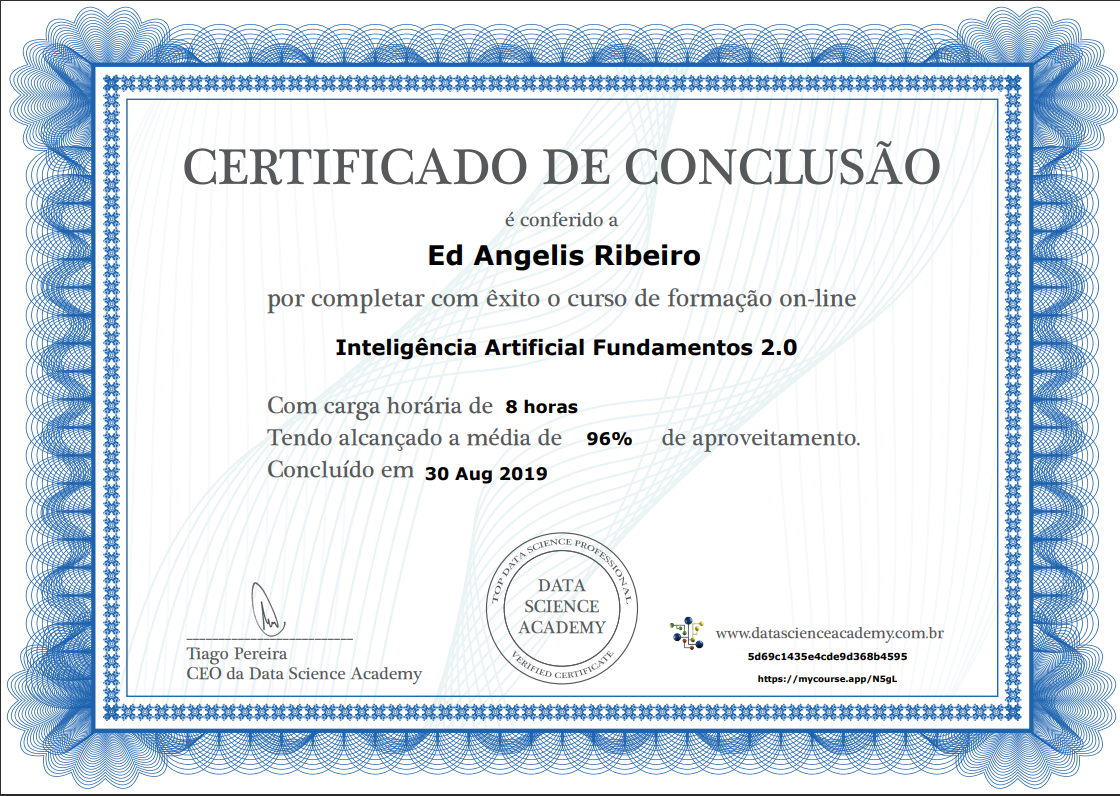 CERTIFICADO DE CONCLUSÃO
é conferido a
Ed Angelis Ribeiro
por completar com êxito o curso de formação on-line
Inteligência Artificial Fundamentos 2.0
Com carga horária de 8 horas
Tendo alcançado a média de 96% de aproveitamento.
Concluído em 30 Aug 2019
TOP DATA SCIENCE PROFESSIONAL
DATA
SCIENCE
ACADEMY
VERIFIED CERTIFICATE
Tiago Pereira
CEO da Data Science Academy
www.datascienceacademy.com.br
5d69c1435e4cde9d368b4595
https://mycourse.app/N5gL